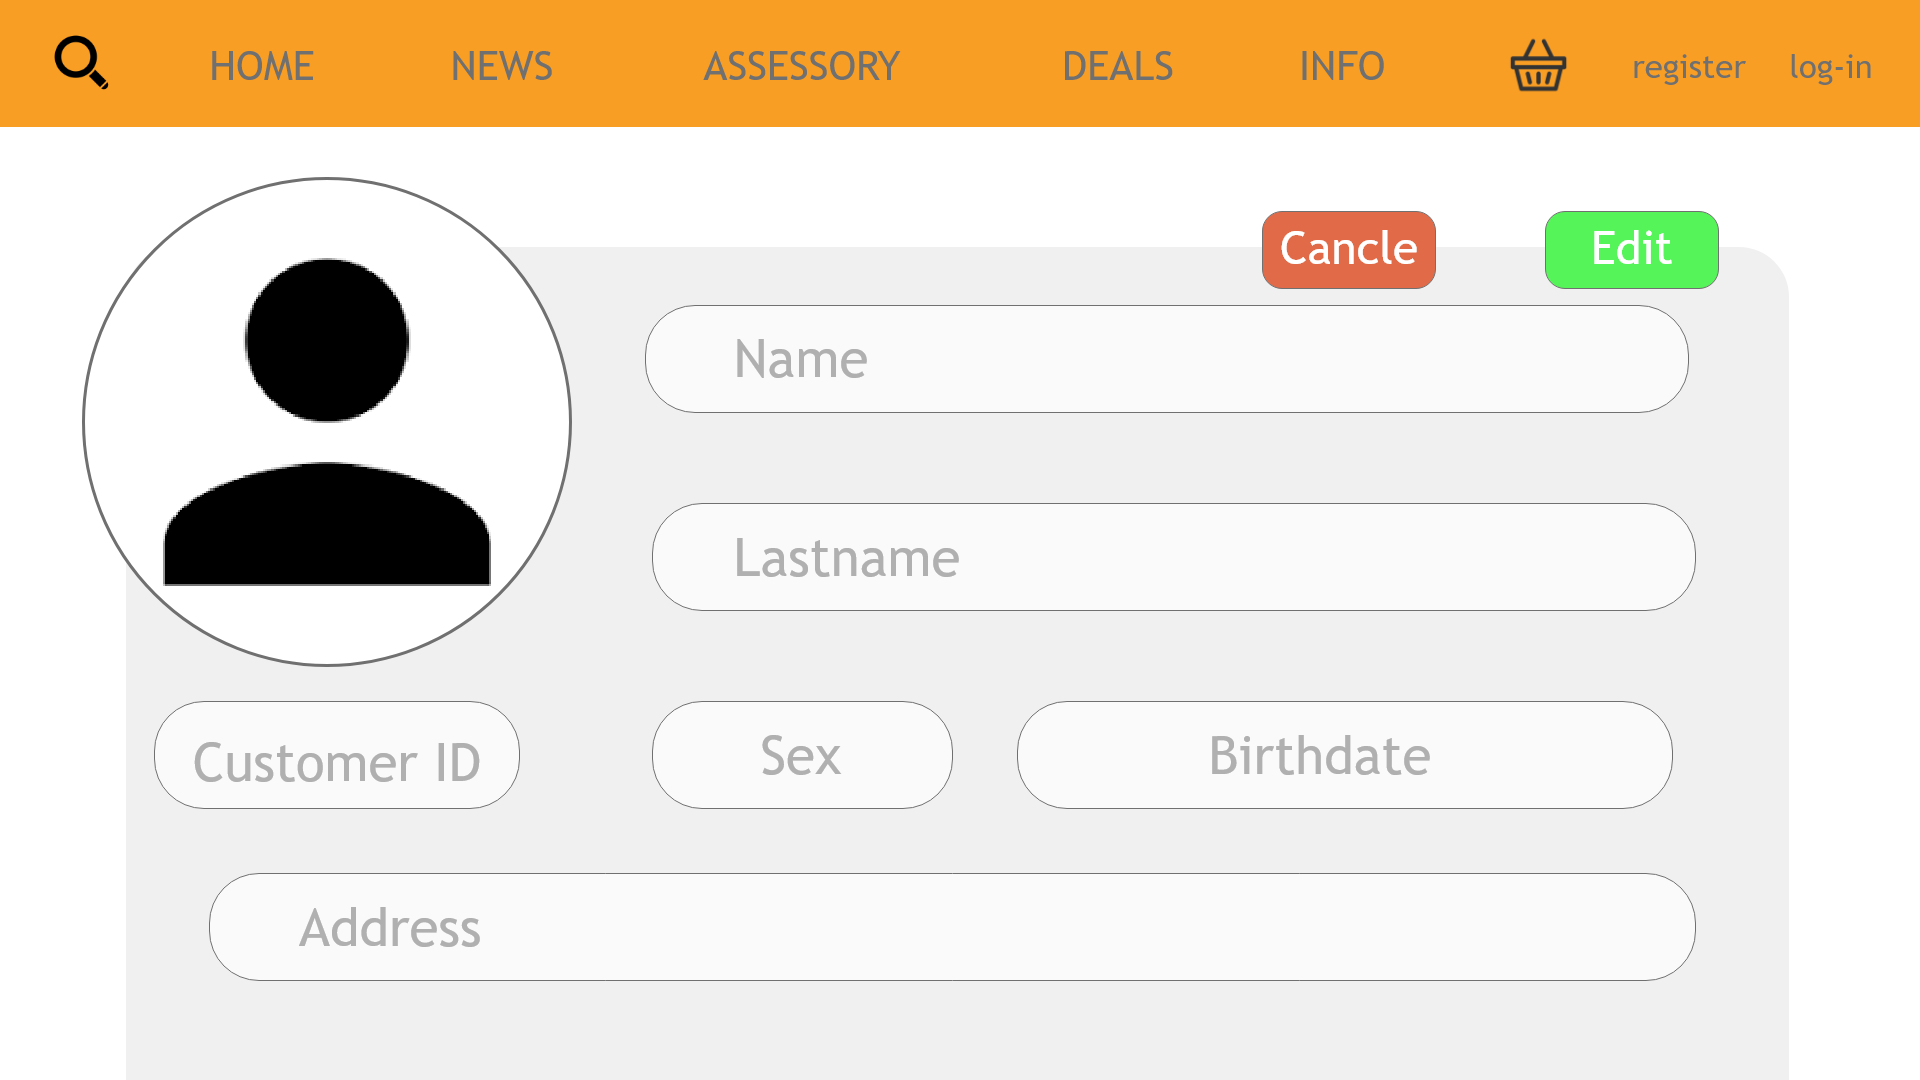 HOME NEWS ASSESSORY DEALS INFO register log-in
Cancle Edit
Name
Lastname
Customer ID Sex Birthdate
Address